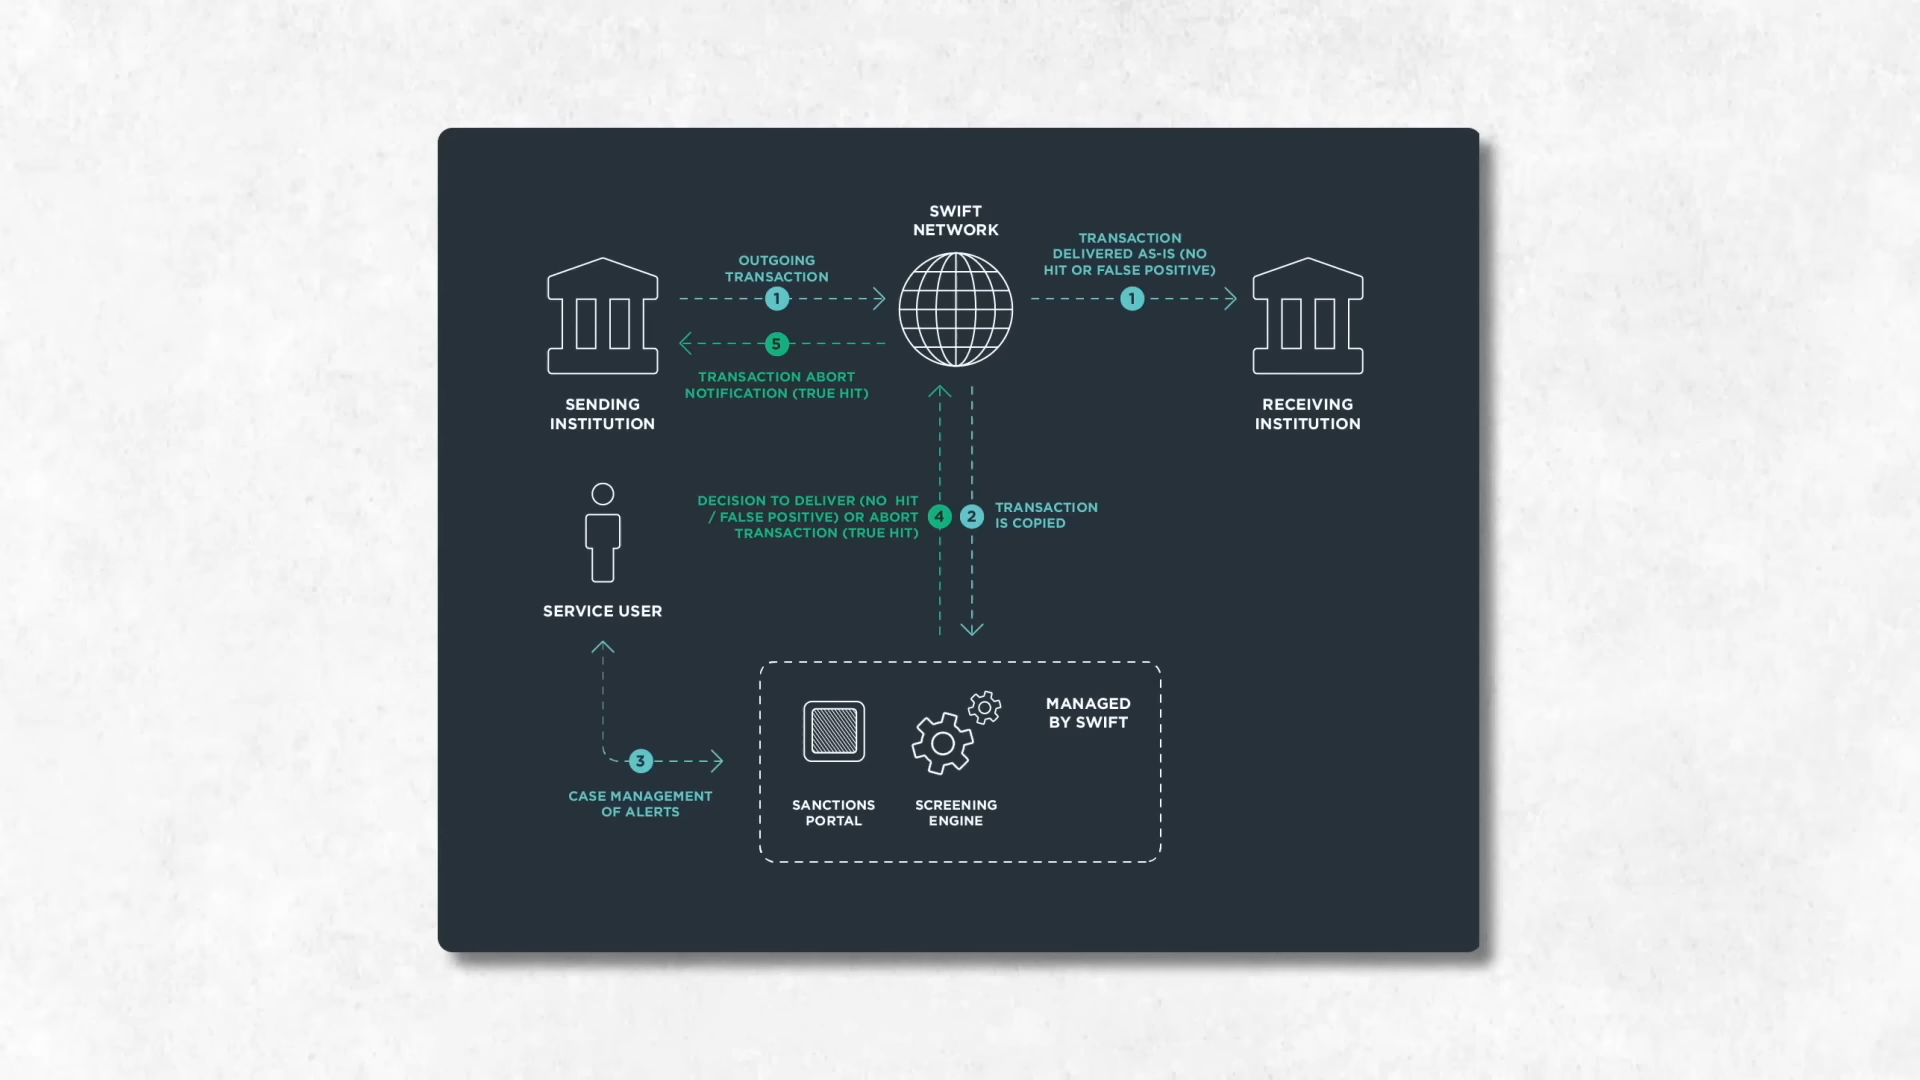 SWIFT
NETWORK
OUTGOING
TRANSACTION
1
TRANSACTION
DELIVERED AS-IS (NO
HIT OR FALSE POSITIVE)
1
5
TRANSACTION ABORT
NOTIFICATION (TRUE HIT)
SENDING
INSTITUTION
RECEIVING
INSTITUTION
DECISION TO DELIVER (NO HIT
/ FALSE POSITIVE) OR ABORT
TRANSACTION (TRUE HIT)
4
2
TRANSACTION
IS COPIED
SERVICE USER
3
CASE MANAGEMENT
OF ALERTS
MANAGED
BY SWIFT
SANCTIONS
PORTAL
SCREENING
ENGINE